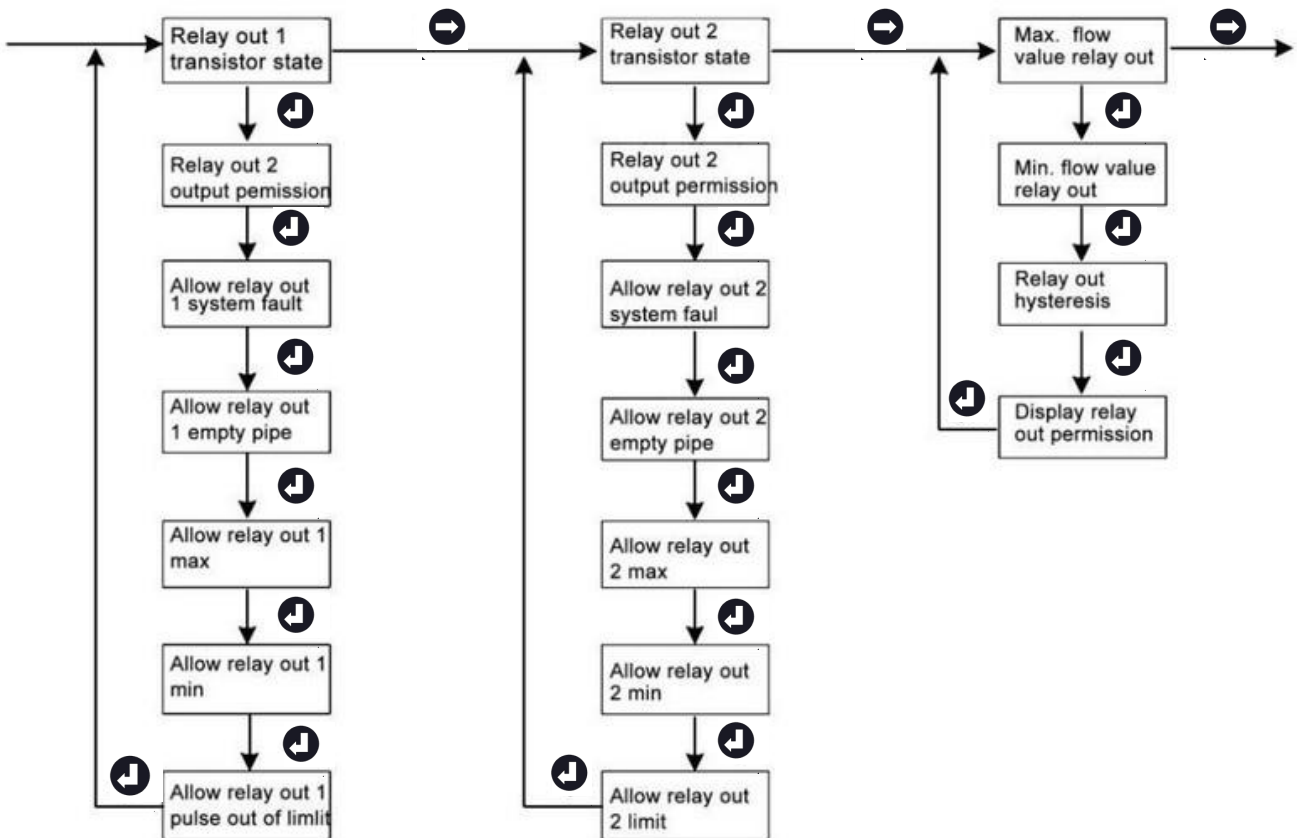 Relay out 1
transistor state
Relay out 2
output pemission
Allow relay out
1 system fault
Allow relay out
1 empty pipe
Allow relay out 1
max
Allow relay out 1
min
Allow relay out 1
pulse out of limlit
Relay out 2
transistor state
Relay out 2
output permission
Allow relay out 2
system faul
Allow relay out 2
empty pipe
Allow relay out
2 max
Allow relay out
2 min
Allow relay out
2 limit
Max. flow
value relay out
Min. flow value
relay out
Relay out
hysteresis
Display relay
out permission